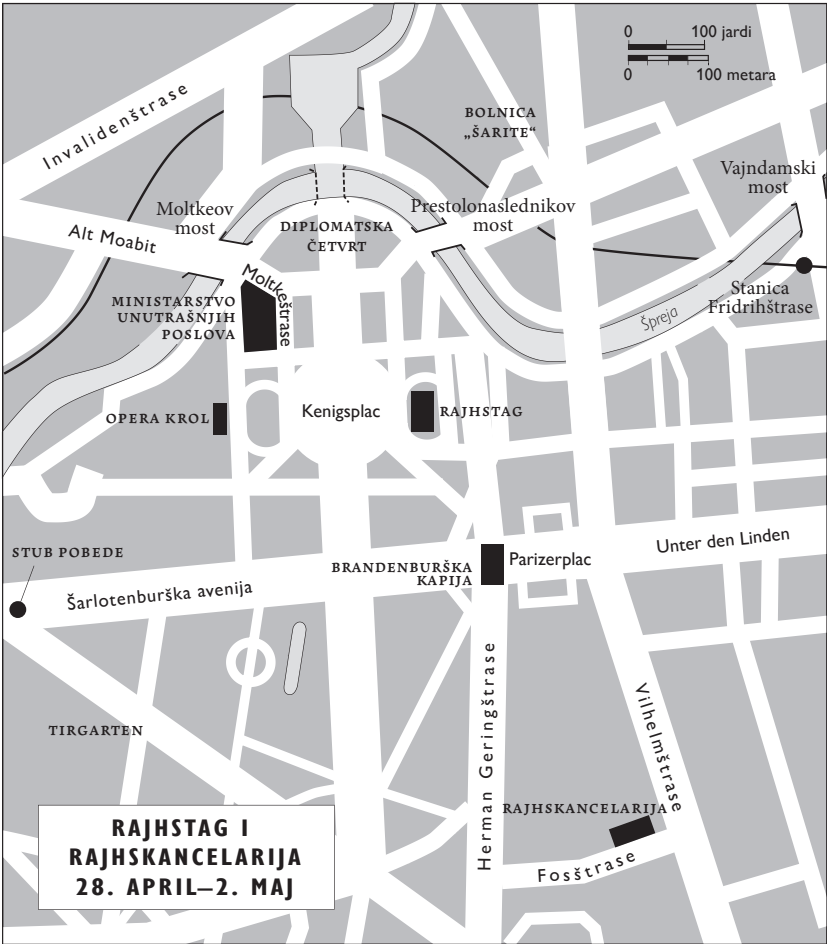 0 100 jardi
0 100 metara
Invalidenštrase
BOLNICA
„ŠARITE“
Vajndamski
most
Moltkeov
most
Prestolonaslednikov
most
DIPLOMATSKA
ČETVRT
Alt Moabit
Moltkeštrase
MINISTARSTVO
UNUTRAŠNJIH
POSLOVA
Stanica
Fridrihštrase
Špreja
OPERA KROL
Kenigsplac
RAJHSTAG
STUB POBEDE
BRANDENBURŠKA
KAPIJA
Parizerplac
Unter den Linden
Šarlotenburška avenija
Herman Geringštrase
Vilhelmštrase
TIRGARTEN
RAJHSKANCELARIJA
Fosštrase
RAJHSTAG I
RAJHSKANCELARIJA
28. APRIL–2. MAJ